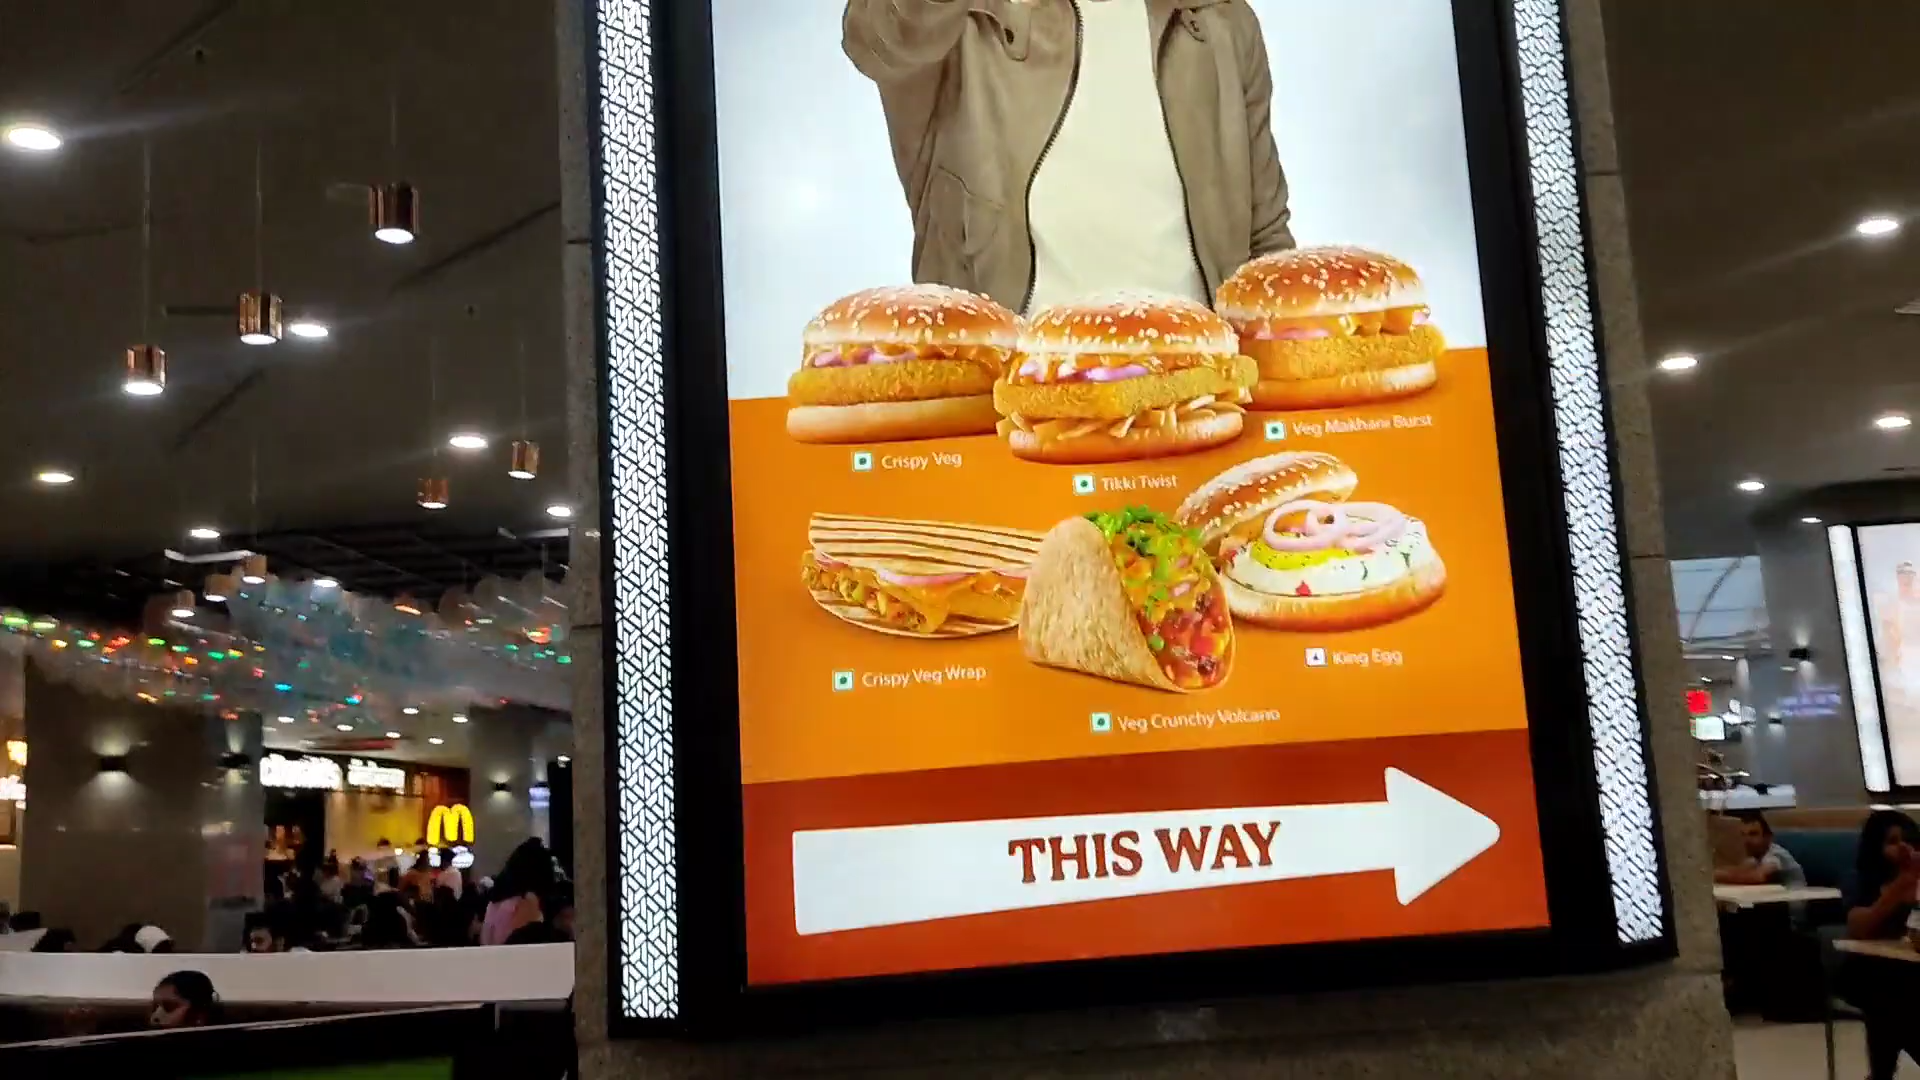 Veg Makhani Burst
Crispy Veg
Tikki Twist
Crispy Veg Wrap
King Egg
Veg Crunchy Volcano
THIS WAY